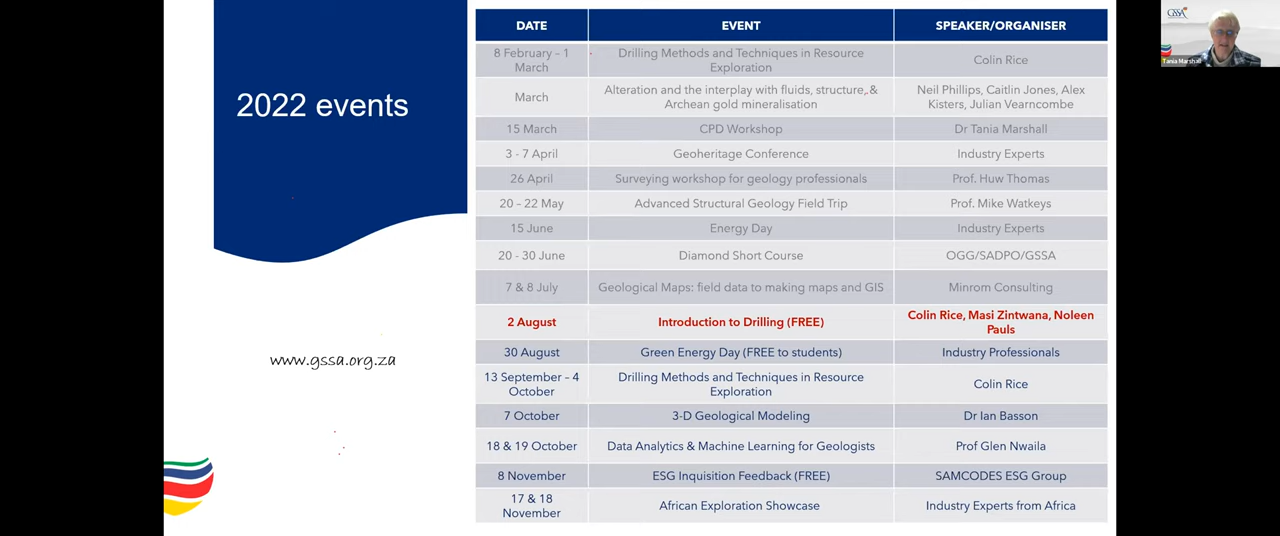 2022 events
www.gssa.org.za
DATE EVENT SPEAKER/ORGANISER
8 February – 1 March Drilling Methods and Techniques in Resource Exploration Colin Rice
March Alteration and the interplay with fluids, structure, & Archean gold mineralisation Neil Phillips, Caitlin Jones, Alex Kisters, Julian Vearncombe
15 March CPD Workshop Dr Tania Marshall
3 - 7 April Geoheritage Conference Industry Experts
26 April Surveying workshop for geology professionals Prof. Huw Thomas
20 – 22 May Advanced Structural Geology Field Trip Prof. Mike Watkeys
15 June Energy Day Industry Experts
20 - 30 June Diamond Short Course OGG/SADPO/GSSA
7 & 8 July Geological Maps: field data to making maps and GIS Minrom Consulting
2 August Introduction to Drilling (FREE) Colin Rice, Masi Zintwana, Noleen Pauls
30 August Green Energy Day (FREE to students) Industry Professionals
13 September – 4 October Drilling Methods and Techniques in Resource Exploration Colin Rice
7 October 3-D Geological Modeling Dr Ian Basson
18 & 19 October Data Analytics & Machine Learning for Geologists Prof Glen Nwaila
8 November ESG Inquisition Feedback (FREE) SAMCODES ESG Group
17 & 18 November African Exploration Showcase Industry Experts from Africa
GSSA
Tania Marshall